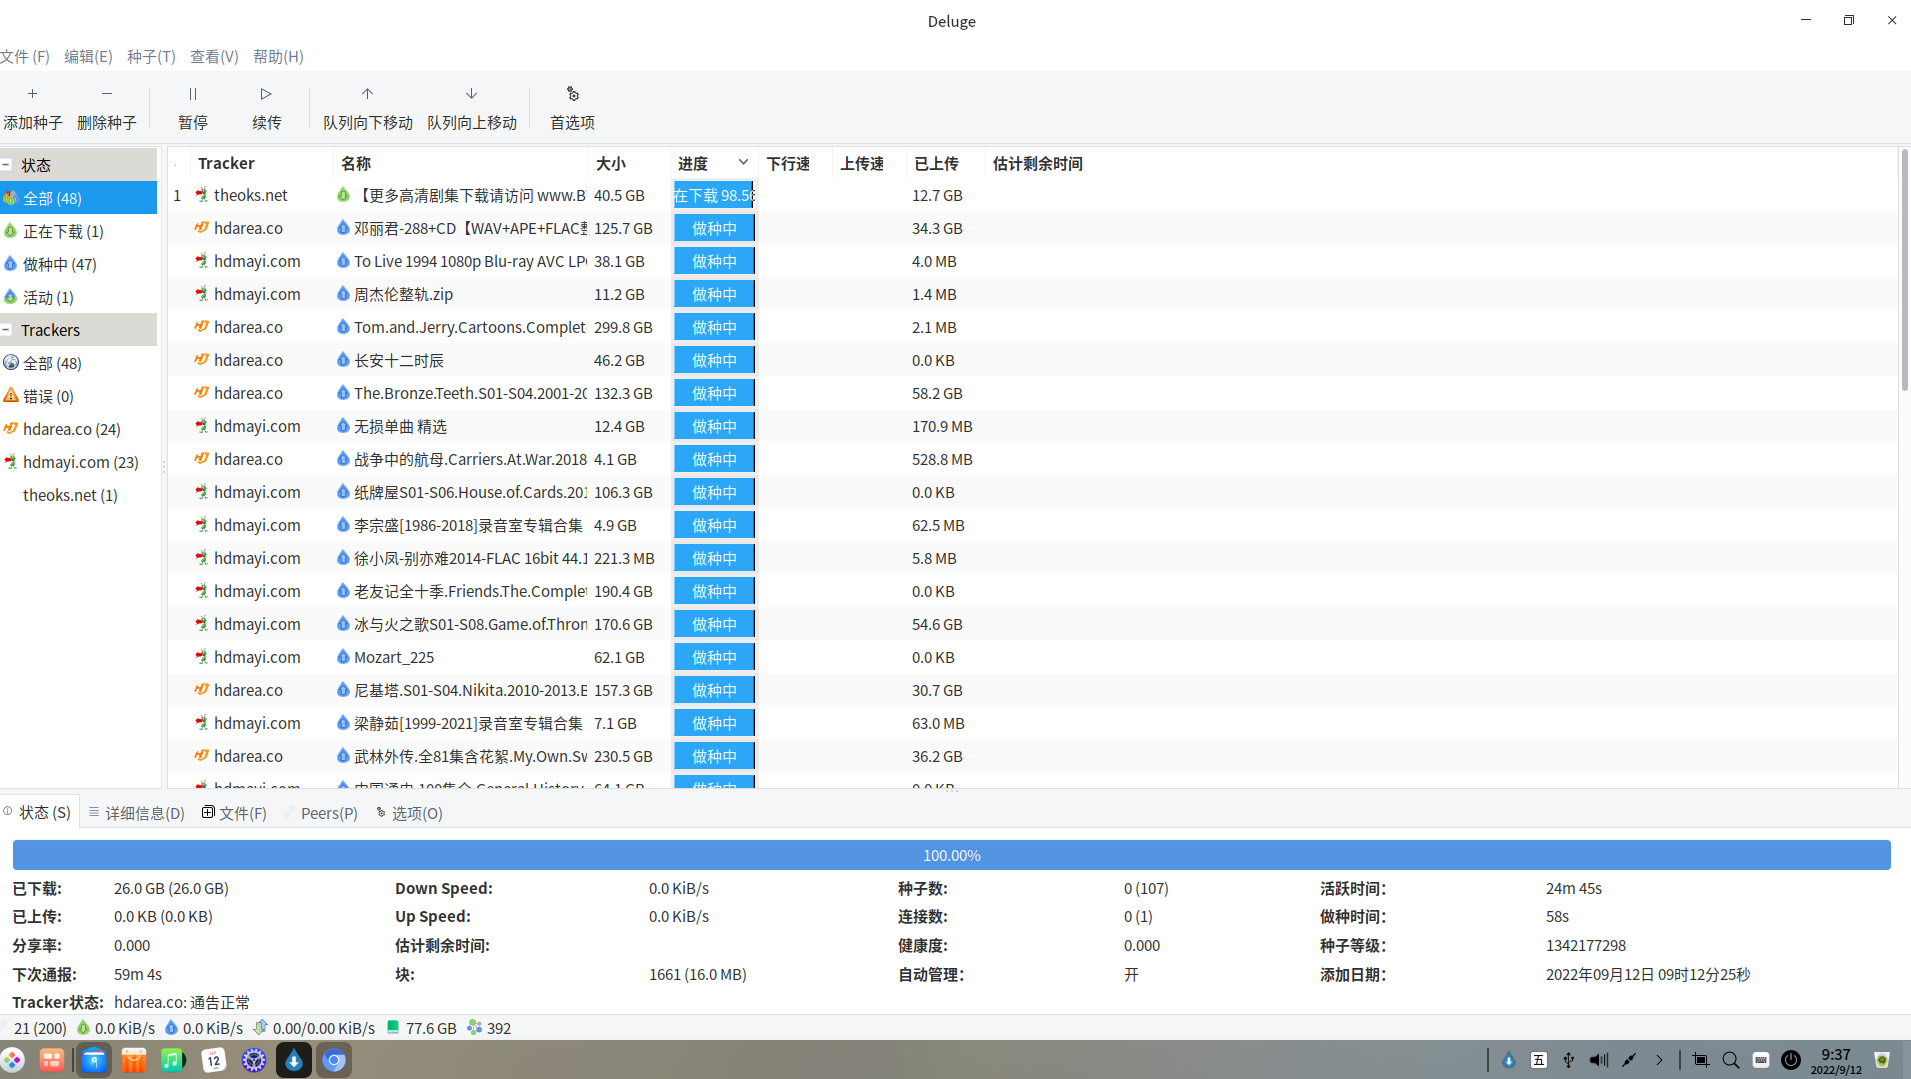 Deluge
文件 (F) 编辑(E) 种子(T) 查看(V) 帮助(H)
添加种子 删除种子 暂停 续传 队列向下移动 队列向上移动 首选项
状态
全部 (48)
正在下载 (1)
做种中 (47)
活动 (1)
Trackers
全部 (48)
错误 (0)
hdarea.co (24)
hdmayi.com (23)
theoks.net (1)
Tracker 名称 大小 进度 下行速 上传速 已上传 估计剩余时间
1 theoks.net 【更多高清剧集下载请访问 www.B 40.5 GB 在下载 98.5 12.7 GB
hdarea.co 邓丽君-288+CD【WAV+APE+FLAC整 125.7 GB 做种中 34.3 GB
hdmayi.com To Live 1994 1080p Blu-ray AVC LP 38.1 GB 做种中 4.0 MB
hdmayi.com 周杰伦整轨.zip 11.2 GB 做种中 1.4 MB
hdarea.co Tom.and.Jerry.Cartoons.Complet 299.8 GB 做种中 2.1 MB
hdarea.co 长安十二时辰 46.2 GB 做种中 0.0 KB
hdarea.co The.Bronze.Teeth.S01-S04.2001-20 132.3 GB 做种中 58.2 GB
hdmayi.com 无损单曲 精选 12.4 GB 做种中 170.9 MB
hdarea.co 战争中的航母.Carriers.At.War.2018 4.1 GB 做种中 528.8 MB
hdmayi.com 纸牌屋S01-S06.House.of.Cards.201 106.3 GB 做种中 0.0 KB
hdmayi.com 李宗盛[1986-2018]录音室专辑合集 4.9 GB 做种中 62.5 MB
hdmayi.com 徐小凤-别亦难2014-FLAC 16bit 44.1 221.3 MB 做种中 5.8 MB
hdmayi.com 老友记全十季.Friends.The.Comple 190.4 GB 做种中 0.0 KB
hdmayi.com 冰与火之歌S01-S08.Game.of.Thron 170.6 GB 做种中 54.6 GB
hdmayi.com Mozart_225 62.1 GB 做种中 0.0 KB
hdarea.co 尼基塔.S01-S04.Nikita.2010-2013.B 157.3 GB 做种中 30.7 GB
hdmayi.com 梁静茹[1999-2021]录音室专辑合集 7.1 GB 做种中 63.0 MB
hdarea.co 武林外传.全81集含花絮.My.Own.Sw 230.5 GB 做种中 36.2 GB
hdmayi.com 中国通史.100集全.General.History 64.1 GB 做种中 0.0 KB
状态 (S) 详细信息(D) 文件(F) Peers(P) 选项(O)
100.00%
已下载: 26.0 GB (26.0 GB) Down Speed: 0.0 KiB/s 种子数: 0 (107) 活跃时间: 24m 45s
已上传: 0.0 KB (0.0 KB) Up Speed: 0.0 KiB/s 连接数: 0 (1) 做种时间: 58s
分享率: 0.000 估计剩余时间: 健康度: 0.000 种子等级: 1342177298
下次通报: 59m 4s 块: 1661 (16.0 MB) 自动管理: 开 添加日期: 2022年09月12日 09时12分25秒
Tracker状态: hdarea.co: 通告正常
21 (200) 0.0 KiB/s 0.0 KiB/s 0.00/0.00 KiB/s 77.6 GB 392
12 五 9:37
2022/9/12